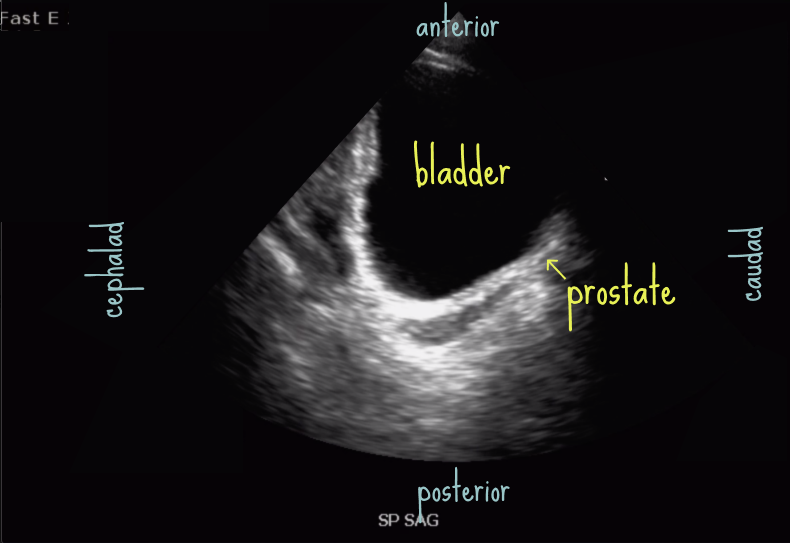 Fast E
anterior
bladder
cephalad
caudad
prostate
posterior
SP SAG